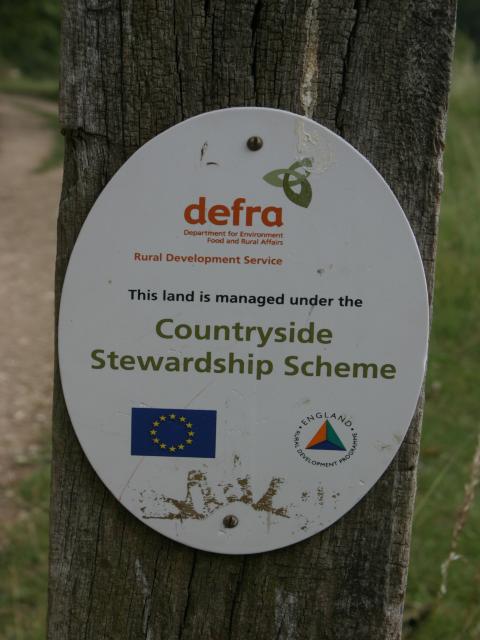 defra
Department for Environment
Food and Rural Affairs
Rural Development Service
This land is managed under the
Countryside
Stewardship Scheme
• ENGLAND •
RURAL DEVELOPMENT PROGRAMME